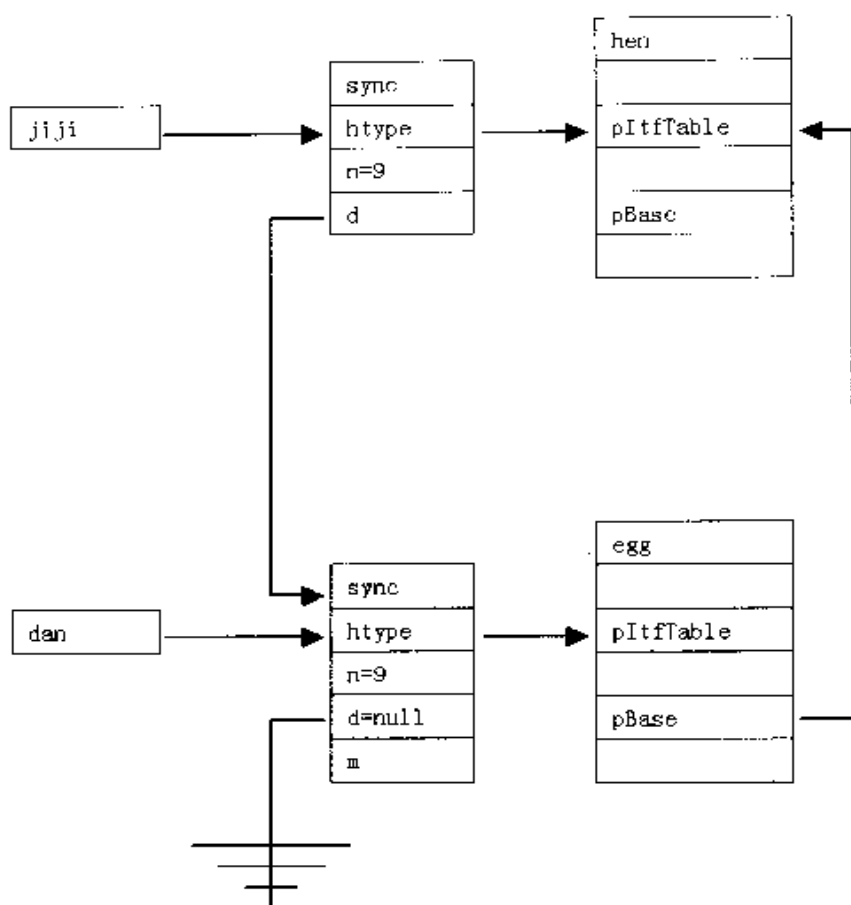 hen
sync
jiji
htype
pItfTable
n=9
d
pBase
egg
sync
dan
htype
pItfTable
n=9
d=null
pBase
m